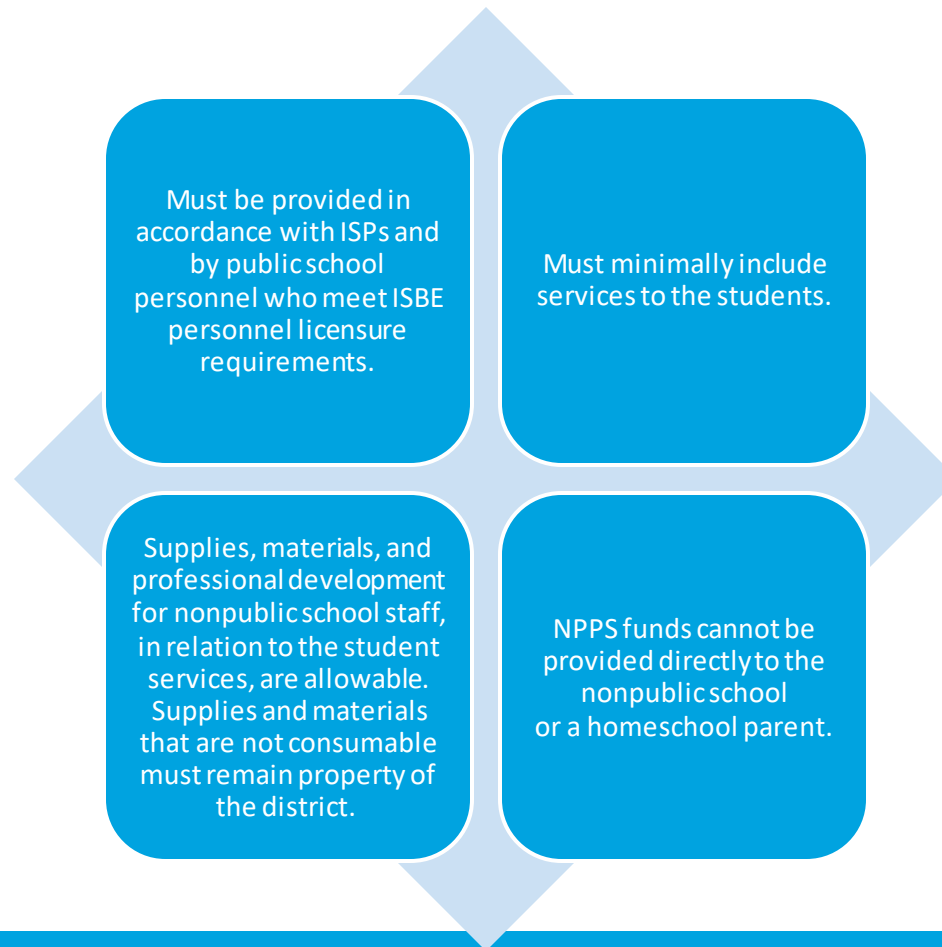 Must be provided in
accordance with ISPs and
by public school
personnel who meet ISBE
personnel licensure
requirements.
Must minimally include
services to the students.
Supplies, materials, and
professional development
for nonpublic school staff,
in relation to the student
services, are allowable.
Supplies and materials
that are not consumable
must remain property of
the district.
NPPS funds cannot be
provided directly to the
nonpublic school
or a homeschool parent.